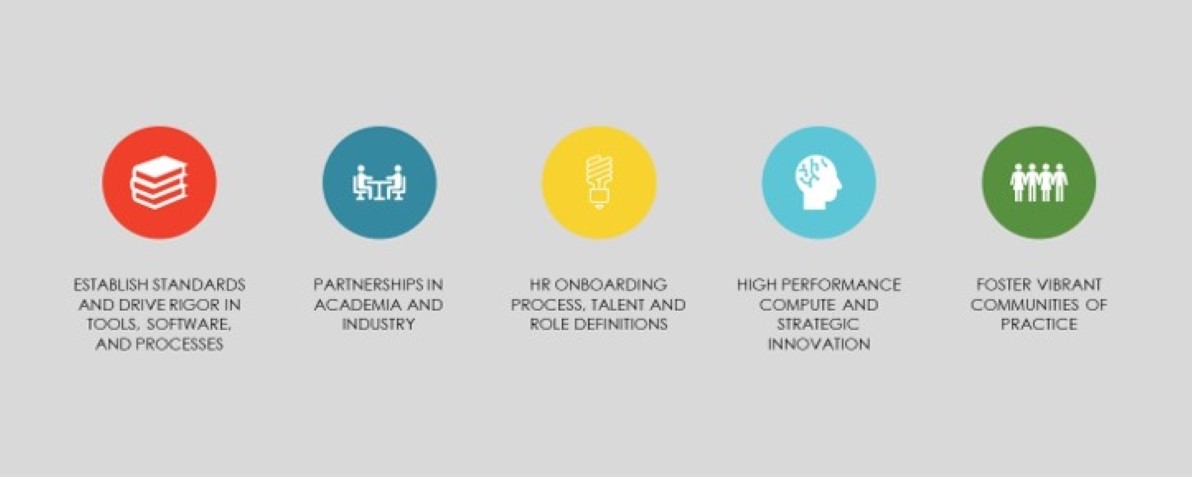 ESTABLISH STANDARDS
AND DRIVE RIGOR IN
TOOLS, SOFTWARE,
AND PROCESSES
PARTNERSHIPS IN
ACADEMIA AND
INDUSTRY
HR ONBOARDING
PROCESS, TALENT AND
ROLE DEFINITIONS
HIGH PERFORMANCE
COMPUTE AND
STRATEGIC
INNOVATION
FOSTER VIBRANT
COMMUNITIES OF
PRACTICE